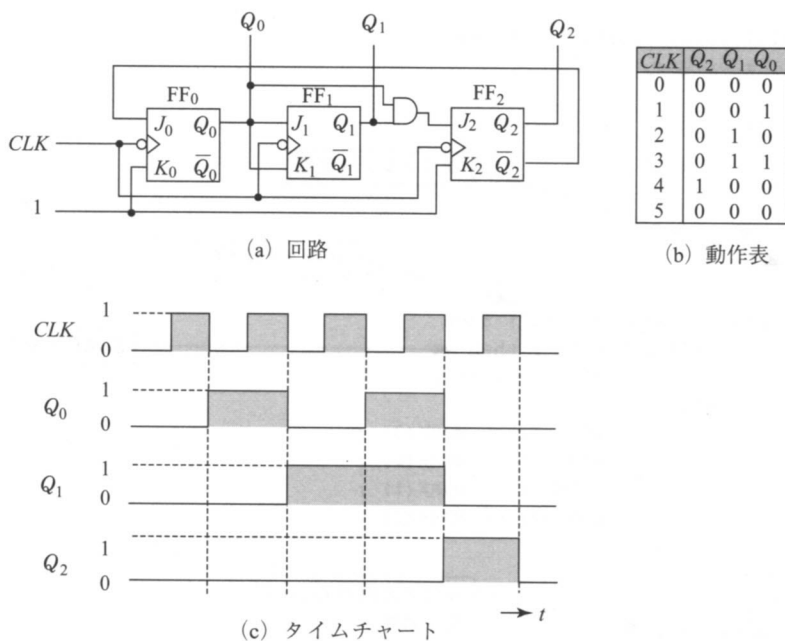 Q₀ Q₁ Q₂
FF₀ FF₁ FF₂
J₀ Q₀ J₁ Q₁ J₂ Q₂
CLK
K₀ Q̅₀ K₁ Q̅₁ K₂ Q̅₂
1
(a) 回路
CLK Q₂ Q₁ Q₀
0 0 0 0
1 0 0 1
2 0 1 0
3 0 1 1
4 1 0 0
5 0 0 0
(b) 動作表
1
CLK
0
1
Q₀
0
1
Q₁
0
1
Q₂
0
t
(c) タイムチャート